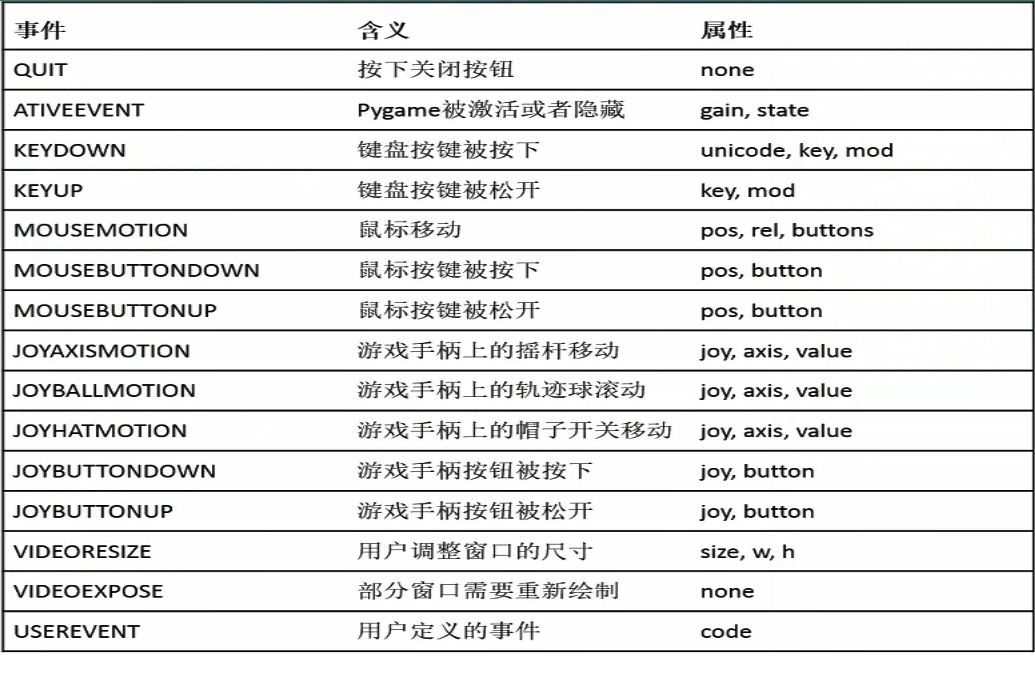 事件 含义 属性
QUIT 按下关闭按钮 none
ATIVEEVENT Pygame被激活或者隐藏 gain, state
KEYDOWN 键盘按键被按下 unicode, key, mod
KEYUP 键盘按键被松开 key, mod
MOUSEMOTION 鼠标移动 pos, rel, buttons
MOUSEBUTTONDOWN 鼠标按键被按下 pos, button
MOUSEBUTTONUP 鼠标按键被松开 pos, button
JOYAXISMOTION 游戏手柄上的摇杆移动 joy, axis, value
JOYBALLMOTION 游戏手柄上的轨迹球滚动 joy, axis, value
JOYHATMOTION 游戏手柄上的帽子开关移动 joy, axis, value
JOYBUTTONDOWN 游戏手柄按钮被按下 joy, button
JOYBUTTONUP 游戏手柄按钮被松开 joy, button
VIDEORESIZE 用户调整窗口的尺寸 size, w, h
VIDEOEXPOSE 部分窗口需要重新绘制 none
USEREVENT 用户定义的事件 code